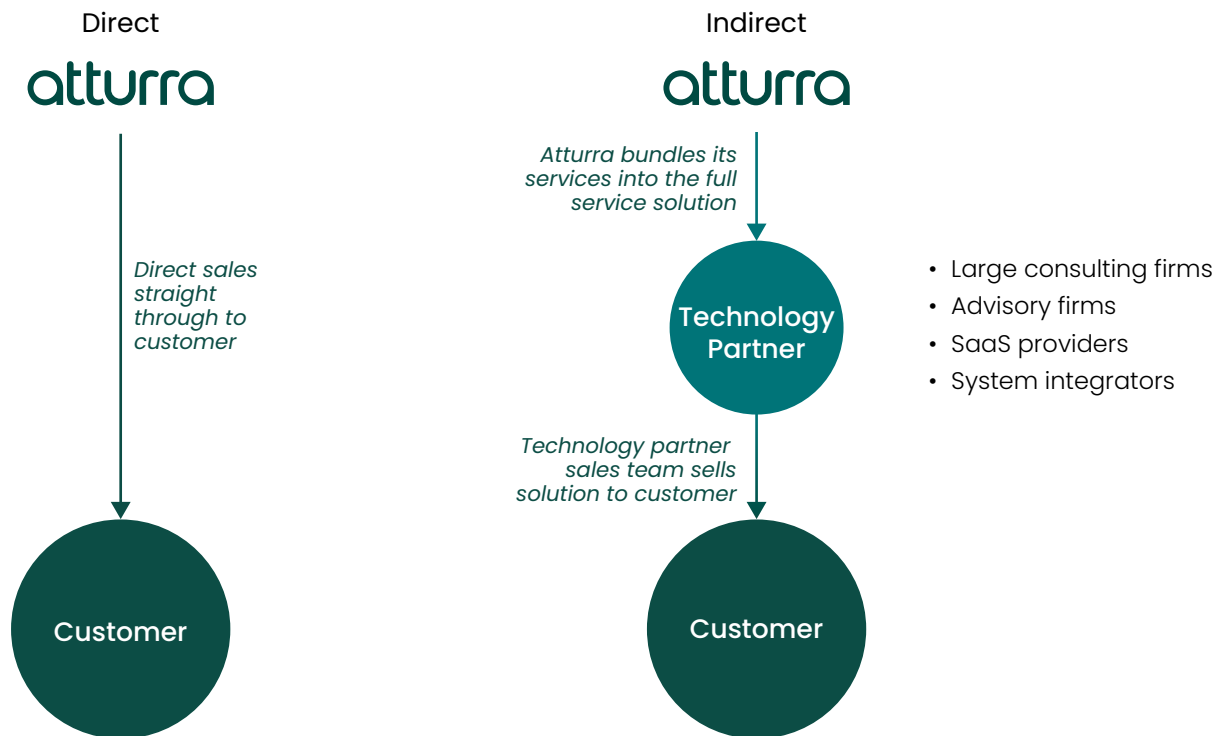 Direct
atturra
Direct sales
straight
through to
customer
Customer
Indirect
atturra
Atturra bundles its
services into the full
service solution
Technology
Partner
• Large consulting firms
• Advisory firms
• SaaS providers
• System integrators
Technology partner
sales team sells
solution to customer
Customer